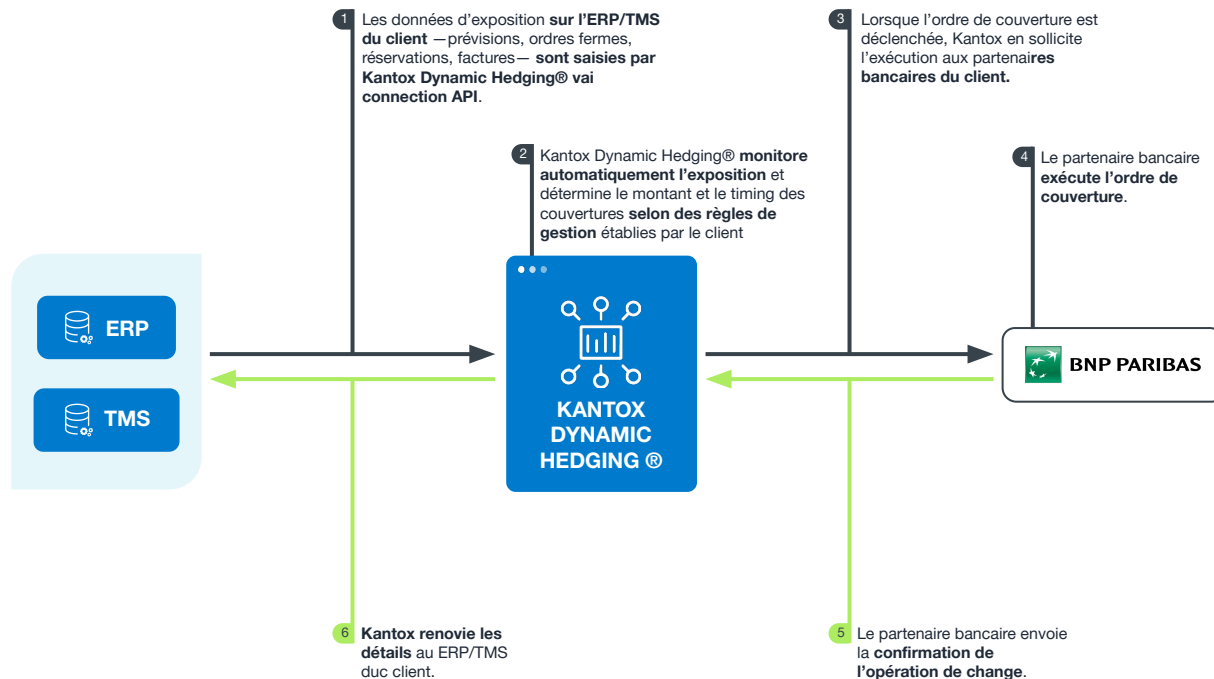 1
Les données d'exposition sur l'ERP/TMS
du client —prévisions, ordres fermes,
réservations, factures— sont saisies par
Kantox Dynamic Hedging® vai
connection API.
3
Lorsque l'ordre de couverture est
déclenchée, Kantox en sollicite
l'exécution aux partenaires
bancaires du client.
2
Kantox Dynamic Hedging® monitore
automatiquement l'exposition et
détermine le montant et le timing des
couvertures selon des règles de
gestion établies par le client
4
Le partenaire bancaire
exécute l'ordre de
couverture.
ERP
TMS
KANTOX
DYNAMIC
HEDGING ®
BNP PARIBAS
6
Kantox renovie les
détails au ERP/TMS
duc client.
5
Le partenaire bancaire envoie
la confirmation de
l'opération de change.